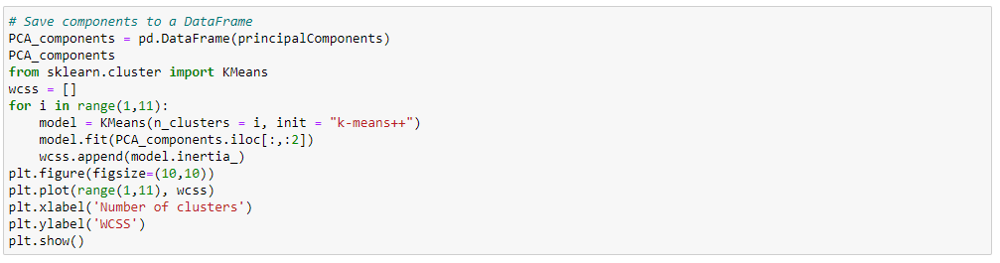 # Save components to a DataFrame
PCA_components = pd.DataFrame(principalComponents)
PCA_components
from sklearn.cluster import KMeans
wcss = []
for i in range(1,11):
    model = KMeans(n_clusters = i, init = "k-means++")
    model.fit(PCA_components.iloc[:,:2])
    wcss.append(model.inertia_)
plt.figure(figsize=(10,10))
plt.plot(range(1,11), wcss)
plt.xlabel('Number of clusters')
plt.ylabel('WCSS')
plt.show()